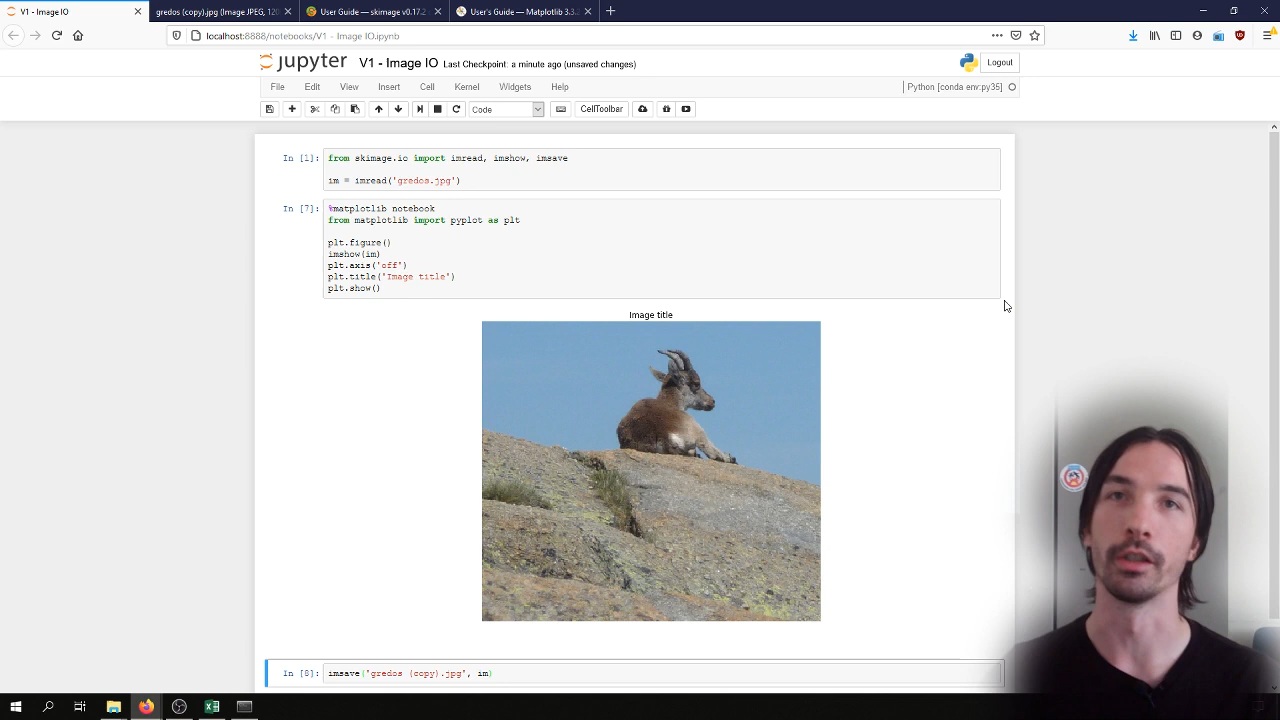 V1 - Image IO
gredos (copy).jpg (Image JPEG, 120
User Guide — skimage v0.17.2
User's Guide — Matplotlib 3.3.
localhost:8888/notebooks/V1 - Image IO.ipynb
jupyter V1 - Image IO Last Checkpoint: a minute ago (unsaved changes)
Logout
File Edit View Insert Cell Kernel Widgets Help
Python [conda env:py35]
Code
CellToolbar
In [1]:
from skimage.io import imread, imshow, imsave
im = imread('gredos.jpg')
In [7]:
%matplotlib notebook
from matplotlib import pyplot as plt
plt.figure()
imshow(im)
plt.axis('off')
plt.title('Image title')
plt.show()
Image title
In [8]:
imsave("gredos (copy).jpg", im)